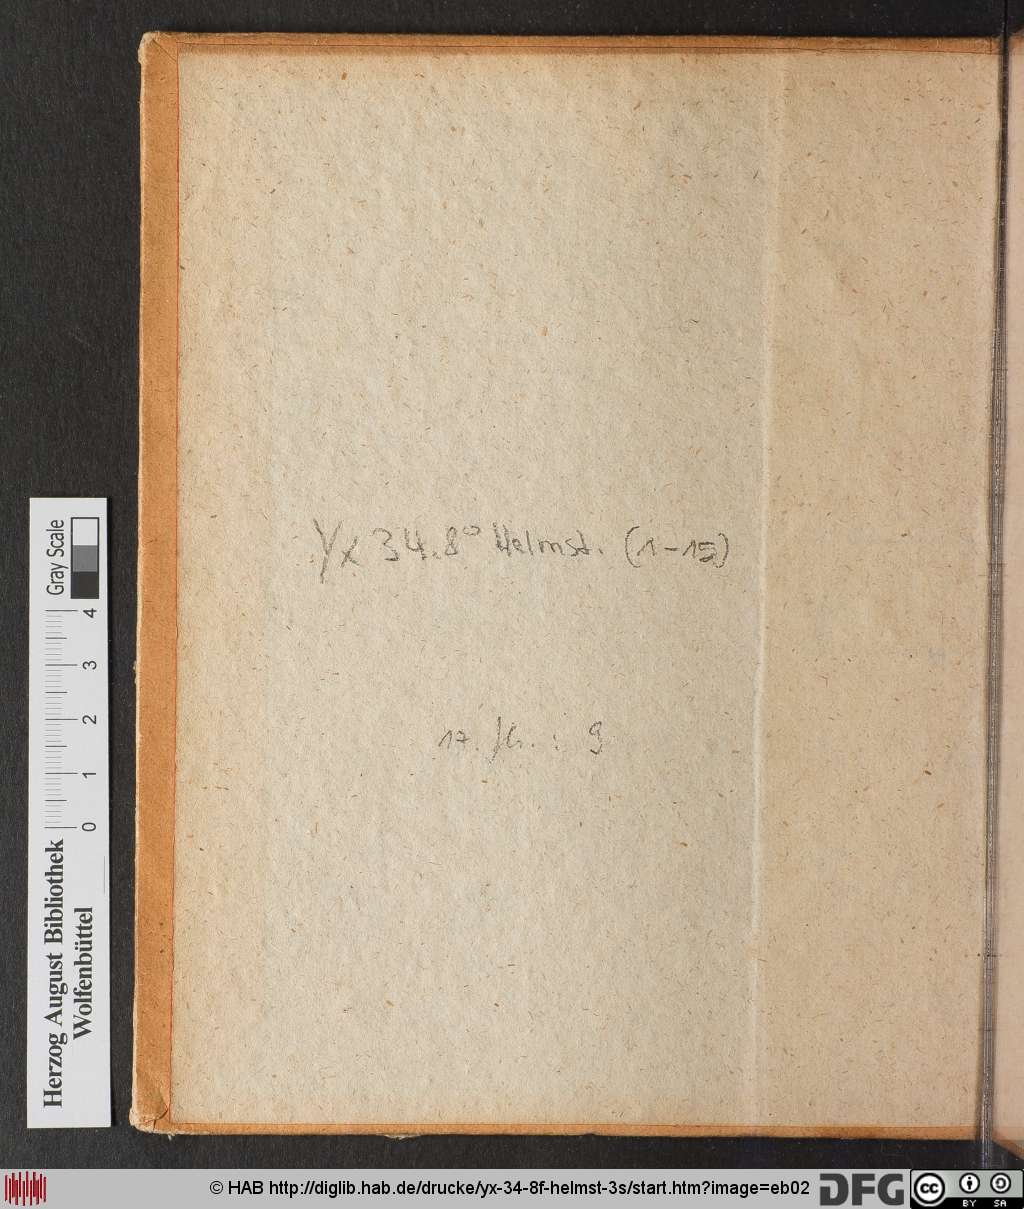 Yx 34.8° Helmst. (1-15)
17. Jh. : 9
Herzog August Bibliothek
Wolfenbüttel
0 1 2 3 4
Gray Scale
© HAB http://diglib.hab.de/drucke/yx-34-8f-helmst-3s/start.htm?image=eb02
DFG
cc BY SA